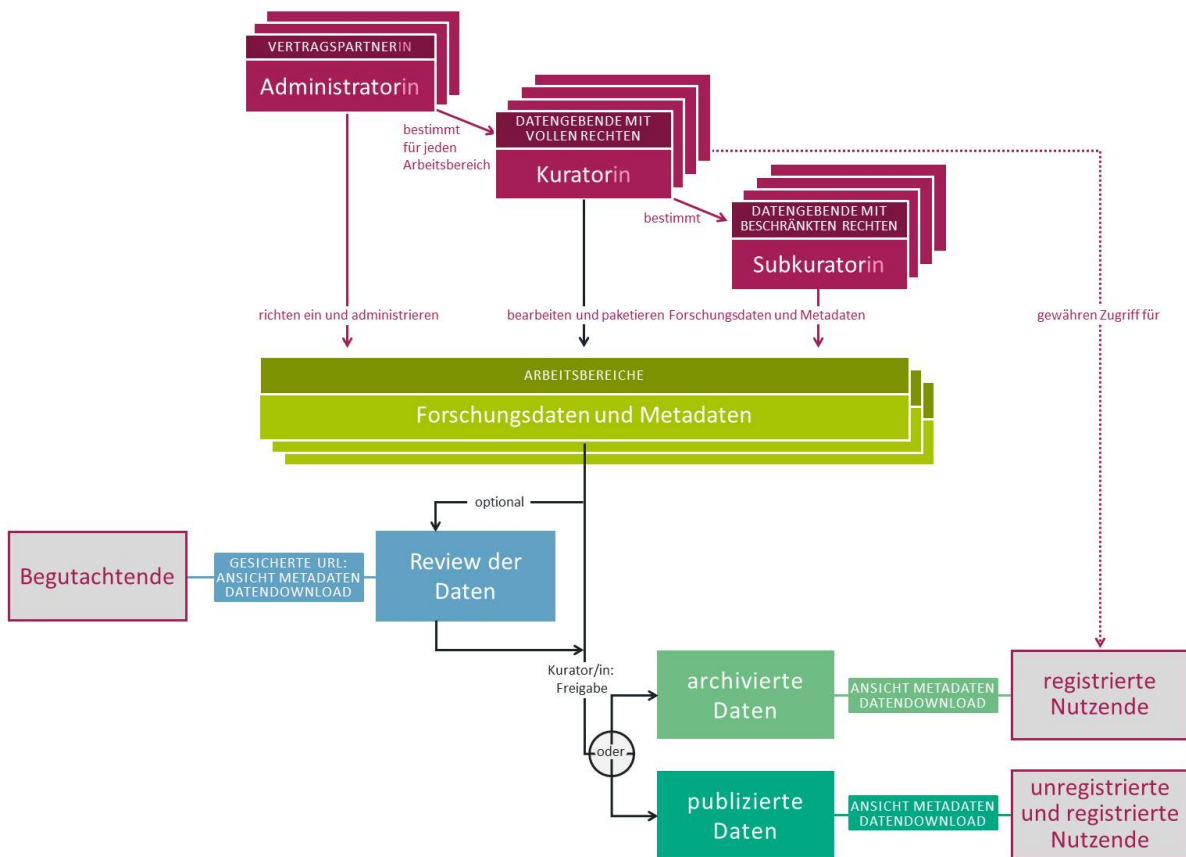 VERTRAGSPARTNERIN
Administratorin
bestimmt
für jeden
Arbeitsbereich
DATENGEBENDE MIT
VOLLEN RECHTEN
Kuratorin
bestimmt
DATENGEBENDE MIT
BESCHRÄNKTEN RECHTEN
Subkuratorin
richten ein und administrieren
bearbeiten und paketieren Forschungsdaten und Metadaten
gewähren Zugriff für
ARBEITSBEREICHE
Forschungsdaten und Metadaten
optional
Begutachtende
GESICHERTE URL:
ANSICHT METADATEN
DATENDOWNLOAD
Review der
Daten
Kurator/in:
Freigabe
oder
archivierte
Daten
ANSICHT METADATEN
DATENDOWNLOAD
registrierte
Nutzende
publizierte
Daten
ANSICHT METADATEN
DATENDOWNLOAD
unregistrierte
und registrierte
Nutzende